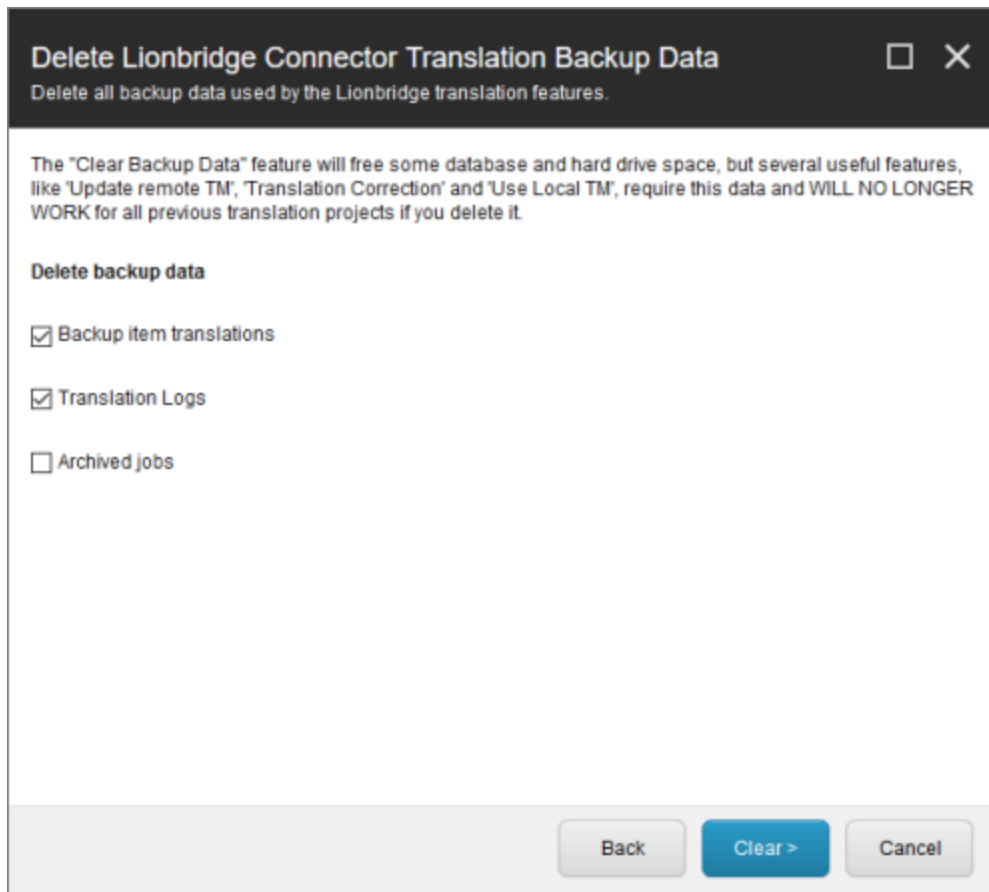 Delete Lionbridge Connector Translation Backup Data
Delete all backup data used by the Lionbridge translation features.
The "Clear Backup Data" feature will free some database and hard drive space, but several useful features,
like 'Update remote TM', 'Translation Correction' and 'Use Local TM', require this data and WILL NO LONGER
WORK for all previous translation projects if you delete it.
Delete backup data
Backup item translations
Translation Logs
Archived jobs
Back
Clear >
Cancel